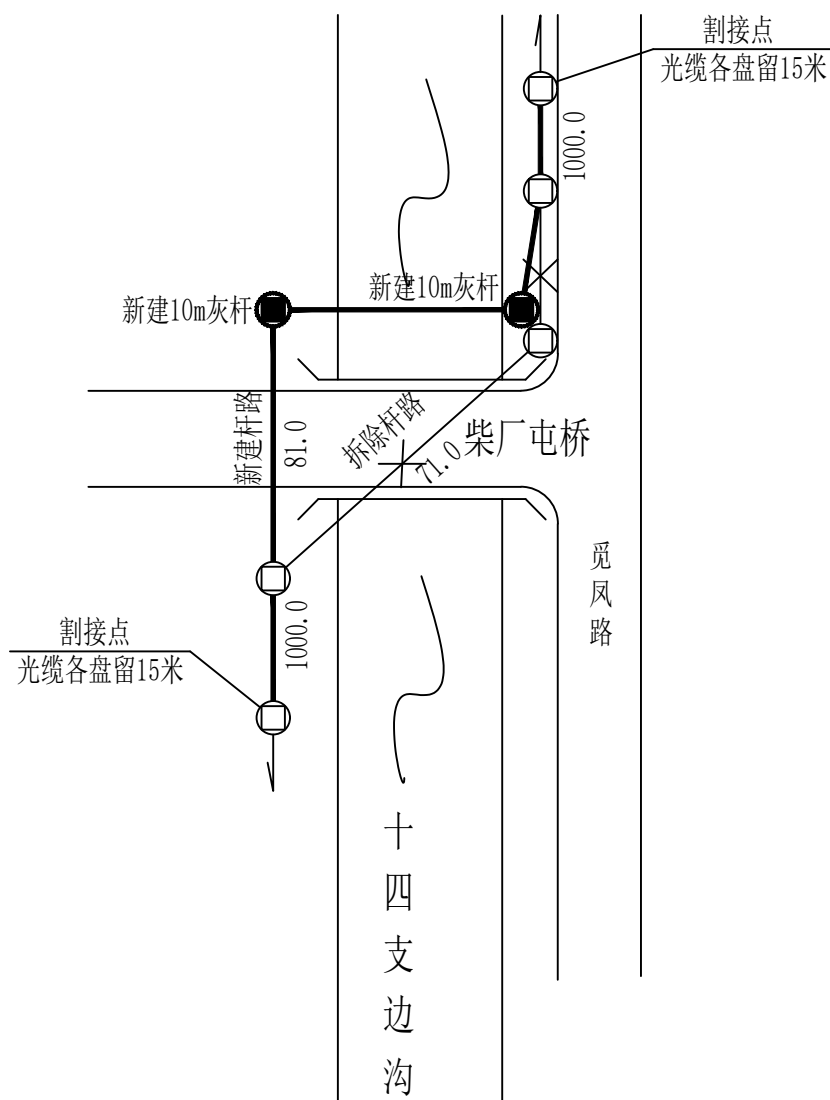 割接点
光缆各盘留15米
1000.0
新建10m灰杆
新建10m灰杆
新建杆路
81.0
拆除杆路
71.0
柴厂屯桥
觅凤路
1000.0
割接点
光缆各盘留15米
十四支边沟